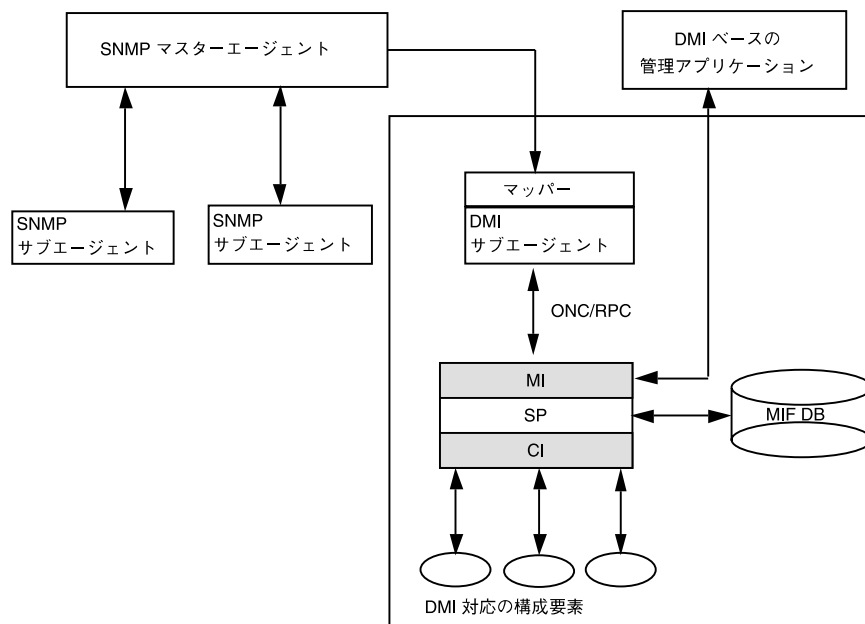 SNMP マスターエージェント
DMI ベースの
管理アプリケーション
マッパー
SNMP
サブエージェント
SNMP
サブエージェント
DMI
サブエージェント
ONC/RPC
MI
SP
MIF DB
CI
DMI 対応の構成要素